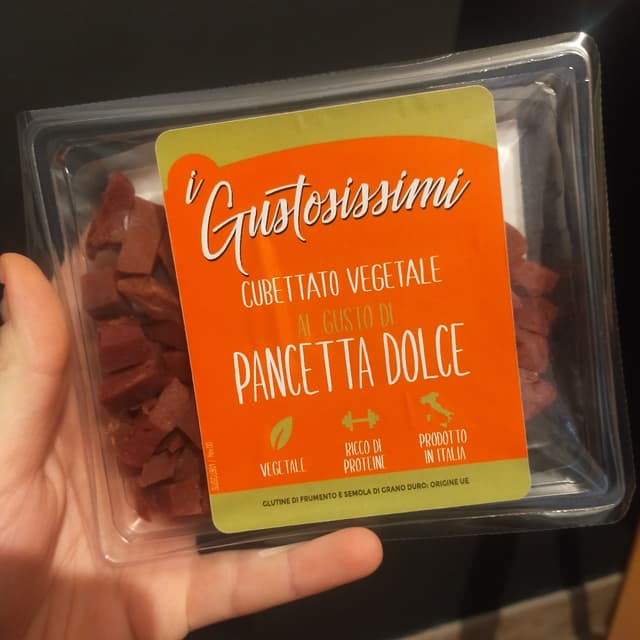 i Gustosissimi
CUBETTATO VEGETALE
AL GUSTO DI
PANCETTA DOLCE
VEGETALE
RICCO DI
PROTEINE
PRODOTTO
IN ITALIA
GLUTINE DI FRUMENTO E SEMOLA DI GRANO DURO: ORIGINE UE